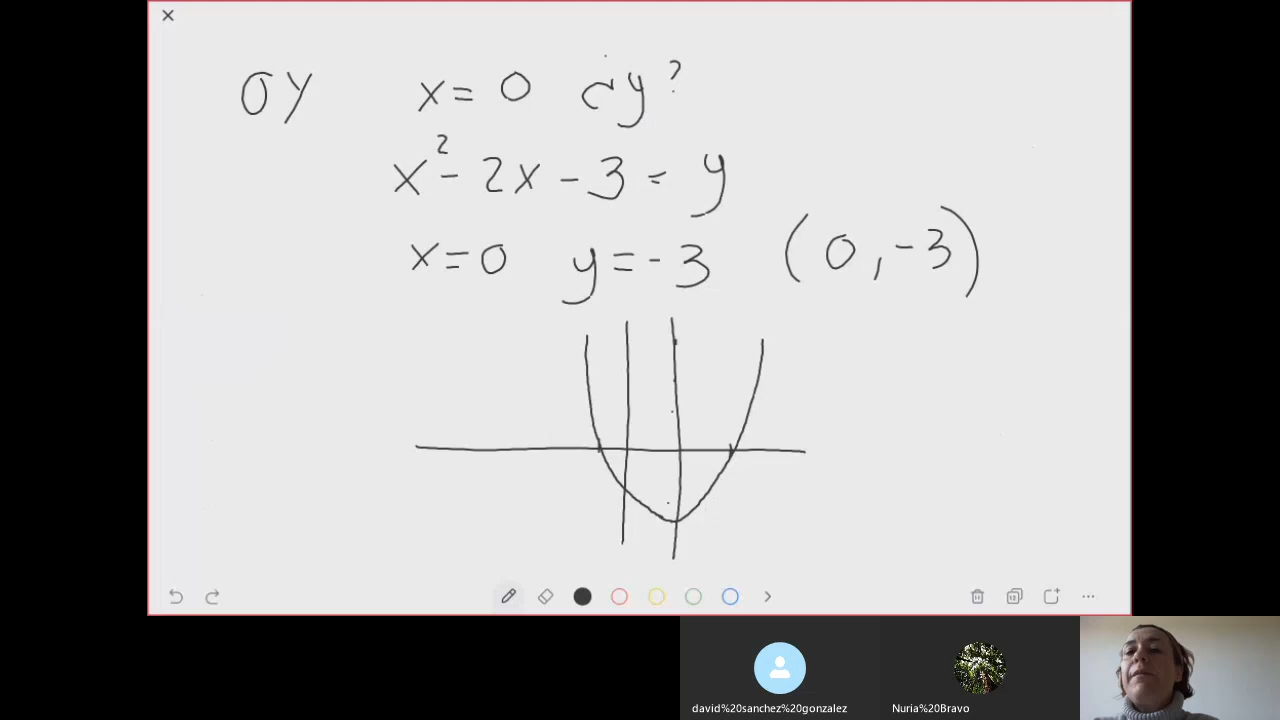 OY x = 0 ¿y?
x² - 2x - 3 = y
x = 0 y = -3 (0, -3)
david%20sanchez%20gonzalez
Nuria%20Bravo